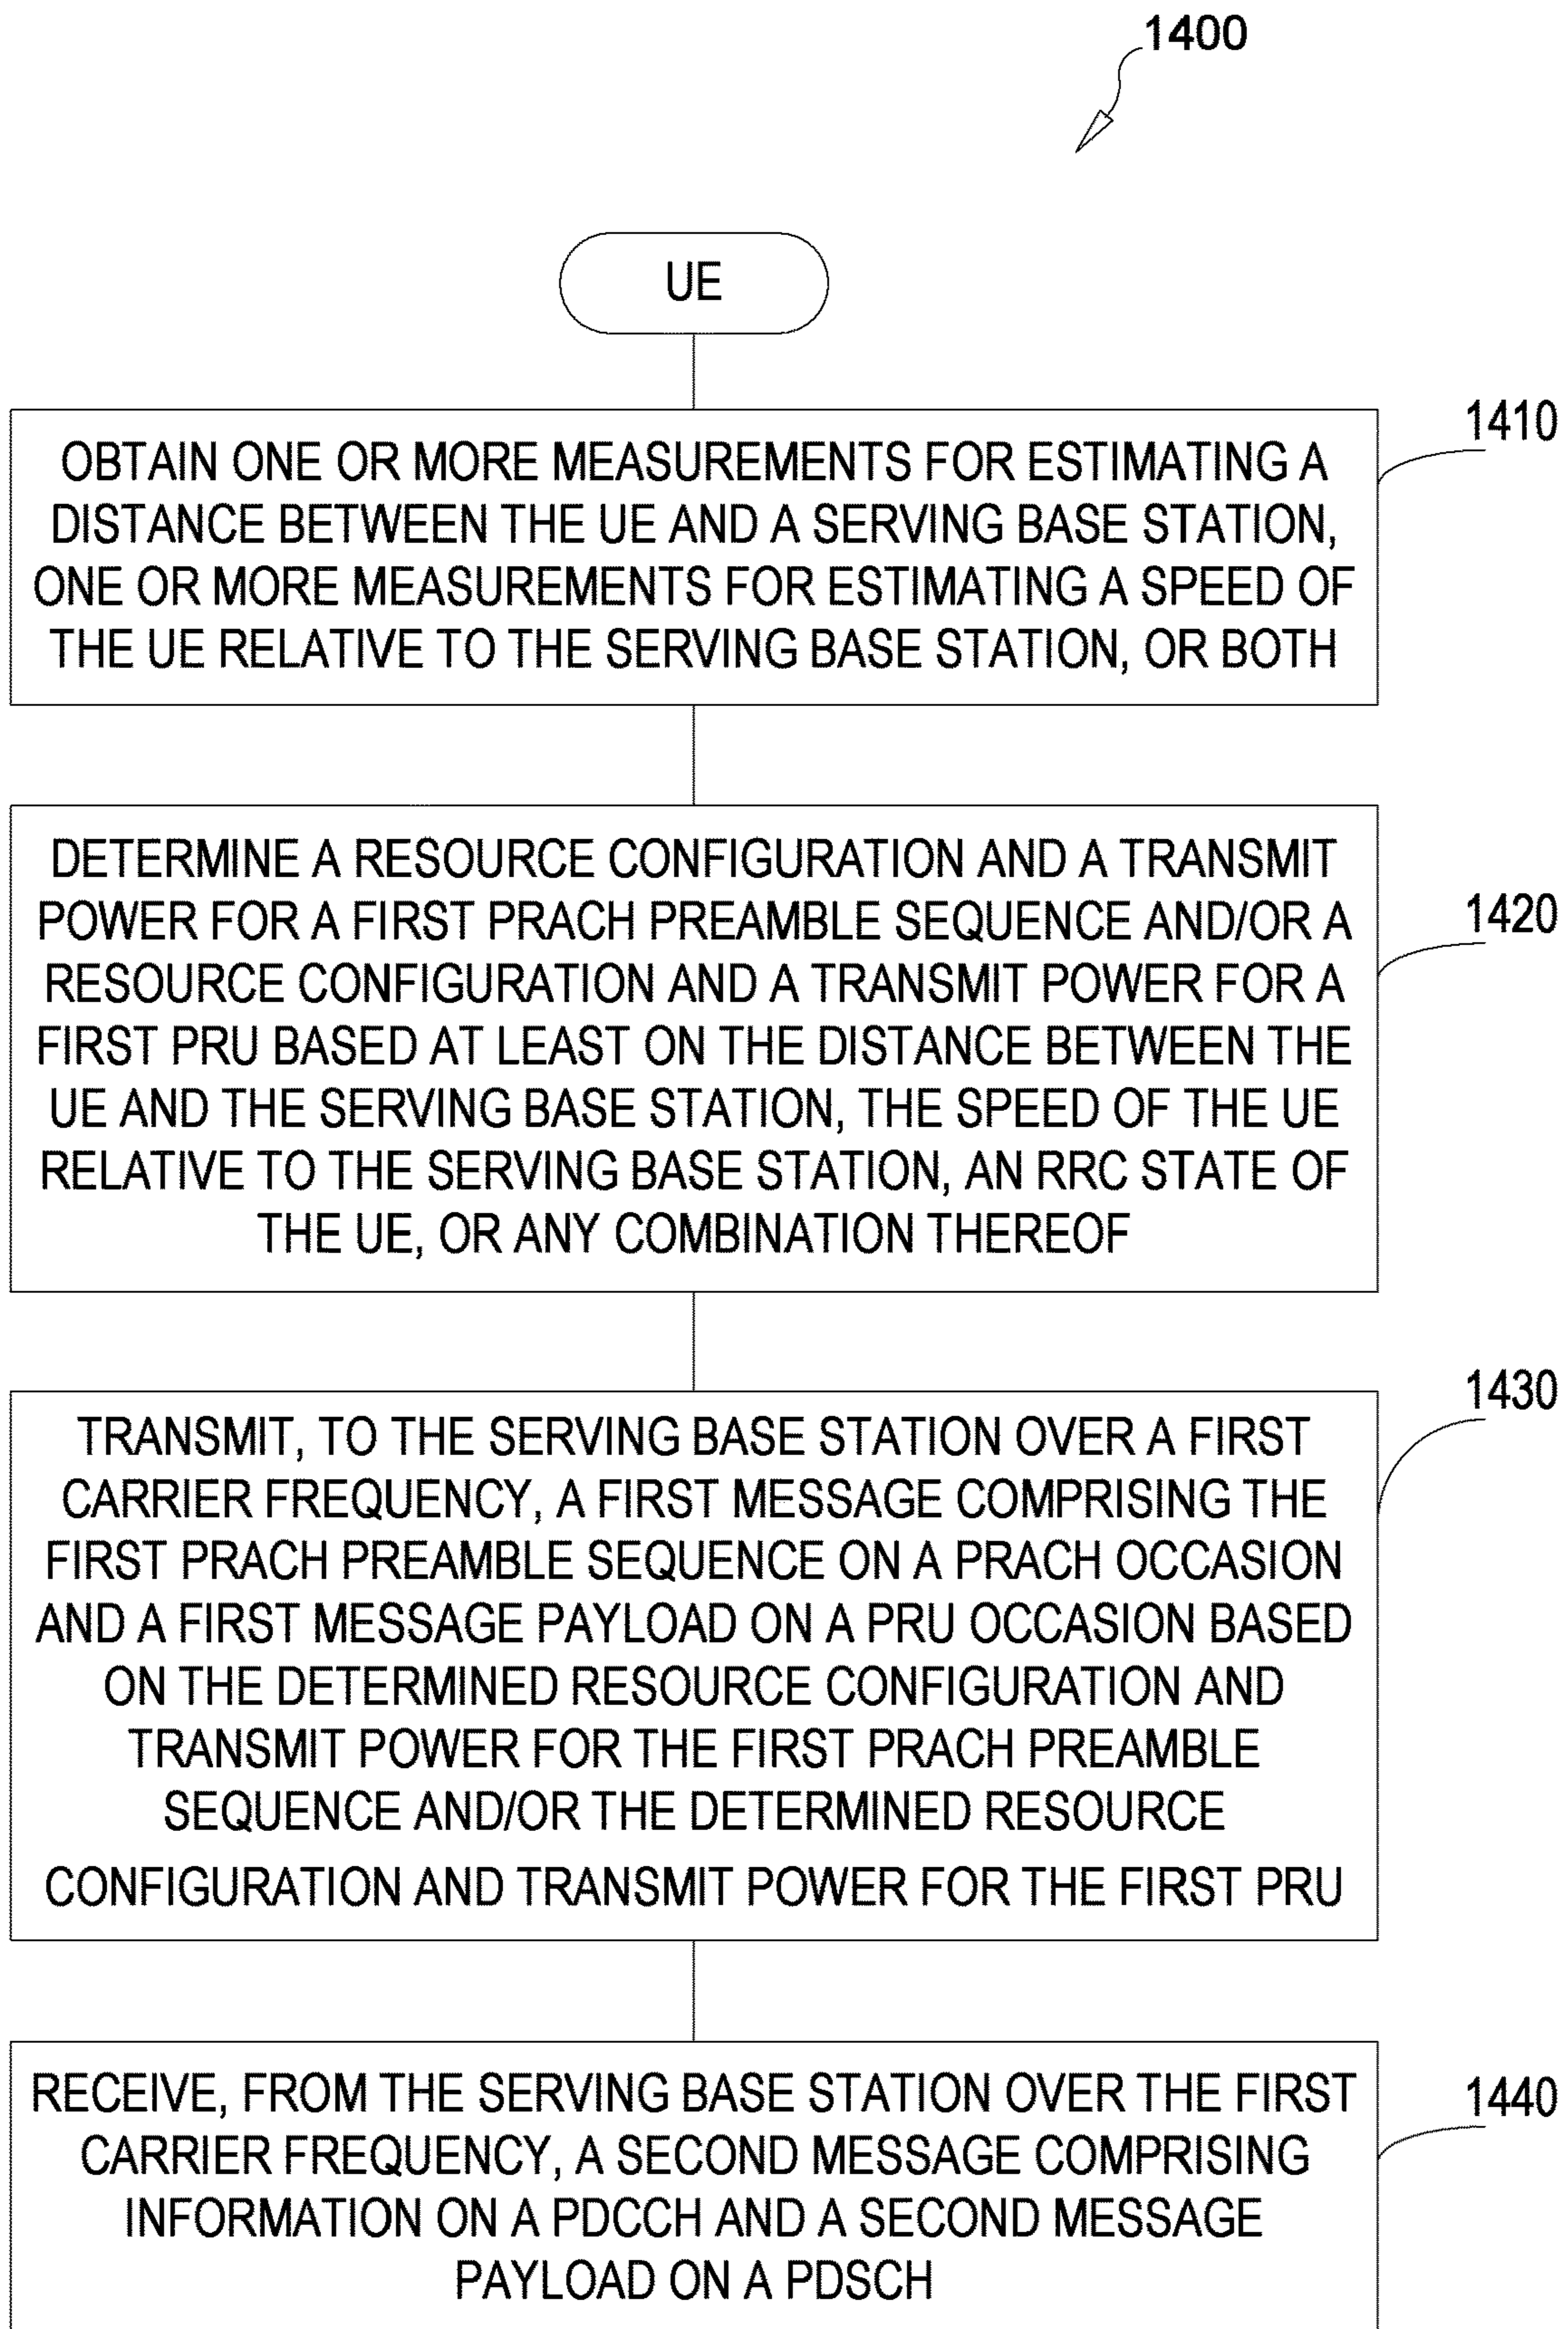 1400
UE
1410
OBTAIN ONE OR MORE MEASUREMENTS FOR ESTIMATING A
DISTANCE BETWEEN THE UE AND A SERVING BASE STATION,
ONE OR MORE MEASUREMENTS FOR ESTIMATING A SPEED OF
THE UE RELATIVE TO THE SERVING BASE STATION, OR BOTH
1420
DETERMINE A RESOURCE CONFIGURATION AND A TRANSMIT
POWER FOR A FIRST PRACH PREAMBLE SEQUENCE AND/OR A
RESOURCE CONFIGURATION AND A TRANSMIT POWER FOR A
FIRST PRU BASED AT LEAST ON THE DISTANCE BETWEEN THE
UE AND THE SERVING BASE STATION, THE SPEED OF THE UE
RELATIVE TO THE SERVING BASE STATION, AN RRC STATE OF
THE UE, OR ANY COMBINATION THEREOF
1430
TRANSMIT, TO THE SERVING BASE STATION OVER A FIRST
CARRIER FREQUENCY, A FIRST MESSAGE COMPRISING THE
FIRST PRACH PREAMBLE SEQUENCE ON A PRACH OCCASION
AND A FIRST MESSAGE PAYLOAD ON A PRU OCCASION BASED
ON THE DETERMINED RESOURCE CONFIGURATION AND
TRANSMIT POWER FOR THE FIRST PRACH PREAMBLE
SEQUENCE AND/OR THE DETERMINED RESOURCE
CONFIGURATION AND TRANSMIT POWER FOR THE FIRST PRU
1440
RECEIVE, FROM THE SERVING BASE STATION OVER THE FIRST
CARRIER FREQUENCY, A SECOND MESSAGE COMPRISING
INFORMATION ON A PDCCH AND A SECOND MESSAGE
PAYLOAD ON A PDSCH